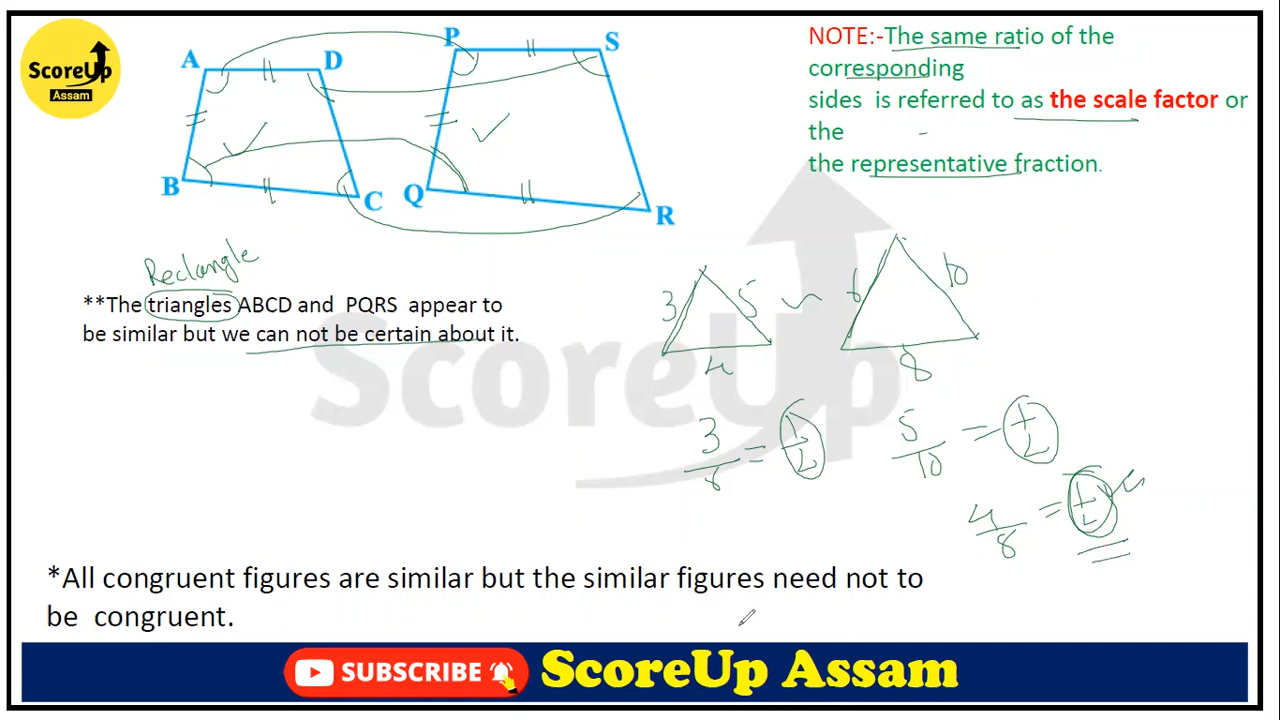 ScoreUp
Assam
A D
B C
P S
Q R
NOTE:-The same ratio of the
corresponding
sides is referred to as the scale factor or
the
the representative fraction.
Rectangle
**The triangles ABCD and PQRS appear to
be similar but we can not be certain about it.
3 5 ~ 6 10
4 8
3/6 = 1/2 5/10 = 1/2
4/8 = 1/2
ScoreUp
*All congruent figures are similar but the similar figures need not to
be congruent.
SUBSCRIBE ScoreUp Assam